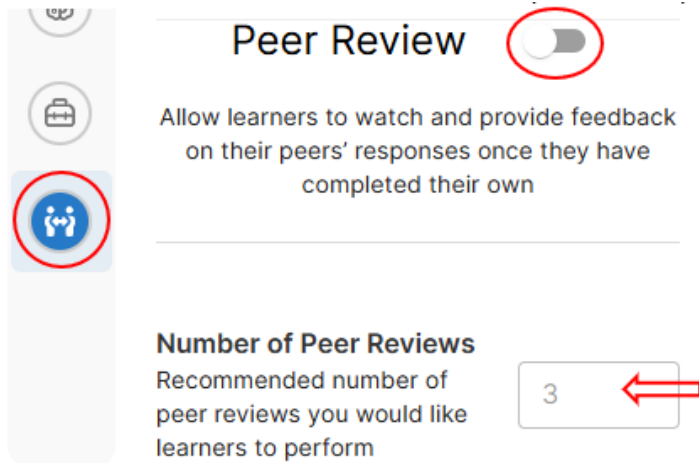 Peer Review
Allow learners to watch and provide feedback
on their peers’ responses once they have
completed their own
Number of Peer Reviews
Recommended number of
peer reviews you would like
learners to perform
3